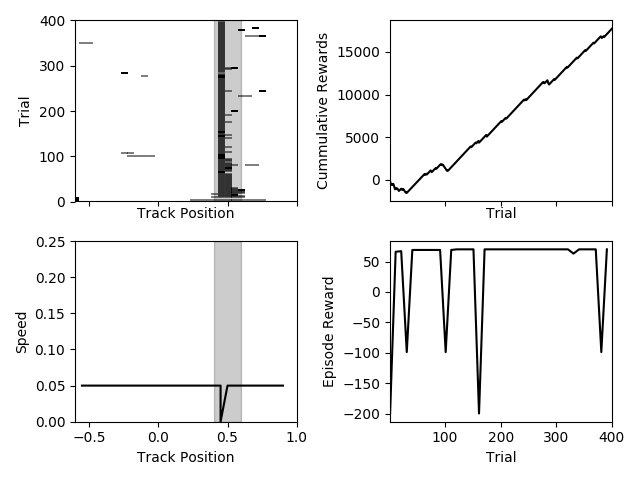 400
300
200
100
0
Trial
Track Position
15000
10000
5000
0
Cummulative Rewards
Trial
0.25
0.20
0.15
0.10
0.05
0.00
Speed
−0.5 0.0 0.5 1.0
Track Position
50
0
−50
−100
−150
−200
Episode Reward
100 200 300 400
Trial